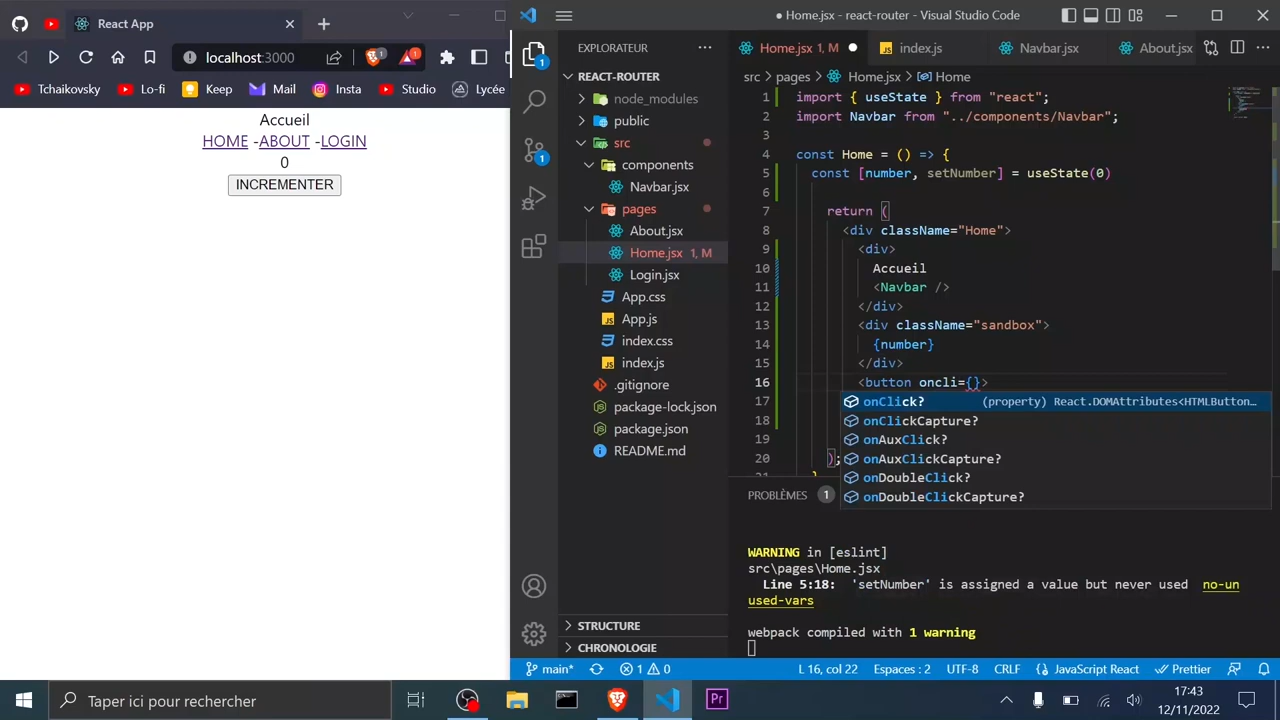 React App
localhost:3000
1
Tchaikovsky
Lo-fi
Keep
Mail
Insta
Studio
Lycée
Accueil
HOME -ABOUT -LOGIN
0
INCREMENTER
● Home.jsx - react-router - Visual Studio Code
EXPLORATEUR
REACT-ROUTER
node_modules
public
src
components
Navbar.jsx
pages
About.jsx
Home.jsx 1, M
Login.jsx
App.css
App.js
index.css
index.js
.gitignore
package-lock.json
package.json
README.md
STRUCTURE
CHRONOLOGIE
1
1
Home.jsx 1, M
index.js
Navbar.jsx
About.jsx
src > pages > Home.jsx > Home
1 import { useState } from "react";
2 import Navbar from "../components/Navbar";
3
4 const Home = () => {
5 const [number, setNumber] = useState(0)
6
7 return (
8 <div className="Home">
9 <div>
10 Accueil
11 <Navbar />
12 </div>
13 <div className="sandbox">
14 {number}
15 </div>
16 <button oncli={}>
17
18
19
20 );
onClick? (property) React.DOMAttributes<HTMLButton...
onClickCapture?
onAuxClick?
onAuxClickCapture?
onDoubleClick?
onDoubleClickCapture?
PROBLÈMES 1
WARNING in [eslint]
src\pages\Home.jsx
Line 5:18: 'setNumber' is assigned a value but never used no-un
used-vars
webpack compiled with 1 warning
main* 1 0 L 16, col 22 Espaces : 2 UTF-8 CRLF JavaScript React Prettier
Taper ici pour rechercher
Pr
17:43
12/11/2022